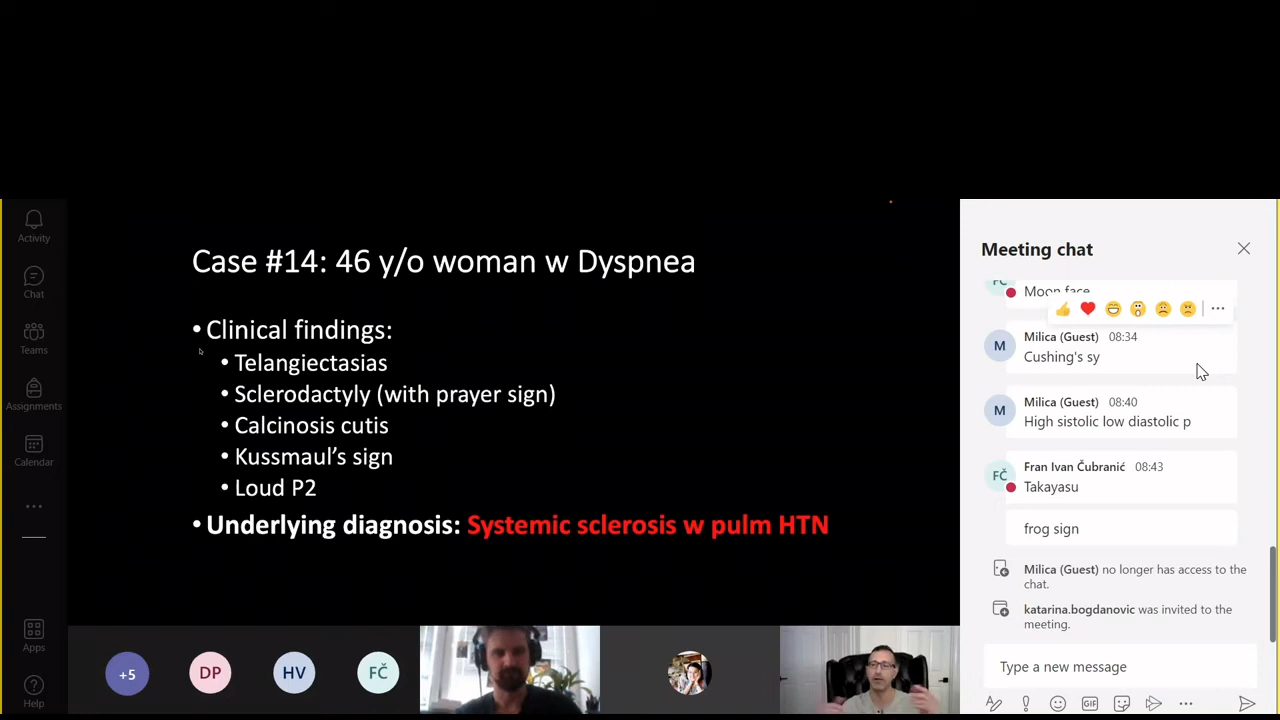 Activity
Chat
Teams
Assignments
Calendar
Apps
Help
Case #14: 46 y/o woman w Dyspnea
• Clinical findings:
• Telangiectasias
• Sclerodactyly (with prayer sign)
• Calcinosis cutis
• Kussmaul's sign
• Loud P2
• Underlying diagnosis: Systemic sclerosis w pulm HTN
+5
DP
HV
FČ
Meeting chat
FČ
Moon face
M
Milica (Guest) 08:34
Cushing's sy
M
Milica (Guest) 08:40
High sistolic low diastolic p
FČ
Fran Ivan Čubranić 08:43
Takayasu
frog sign
Milica (Guest) no longer has access to the
chat.
katarina.bogdanovic was invited to the
meeting.
Type a new message
GIF